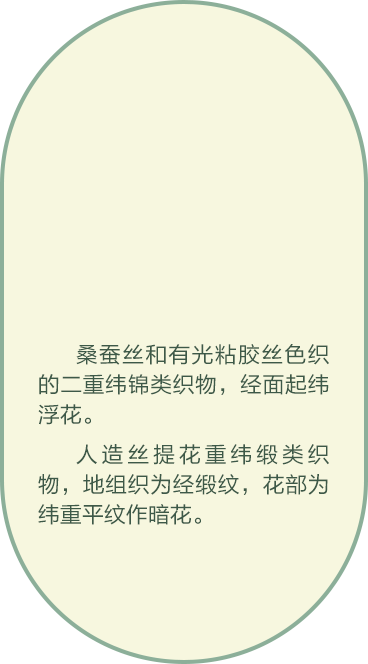 桑蚕丝和有光粘胶丝色织
的二重纬锦类织物，经面起纬
浮花。
人造丝提花重纬缎类织
物，地组织为经缎纹，花部为
纬重平纹作暗花。